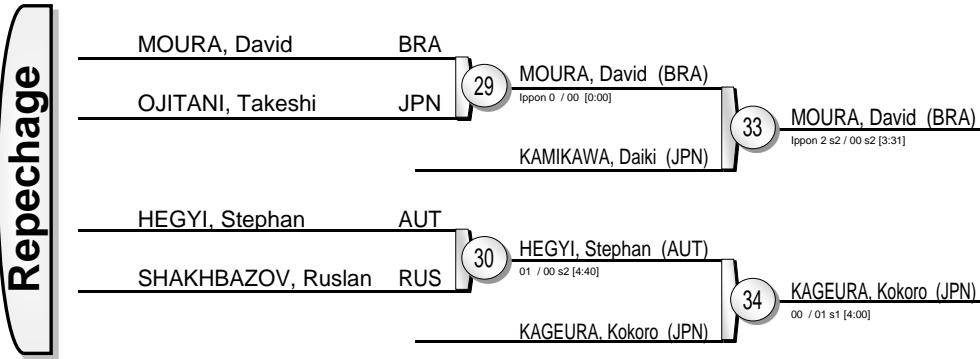 Repechage
MOURA, David BRA
OJITANI, Takeshi JPN
29
MOURA, David (BRA)
Ippon 0 / 00 [0:00]
KAMIKAWA, Daiki (JPN)
33
MOURA, David (BRA)
Ippon 2 s2 / 00 s2 [3:31]
HEGYI, Stephan AUT
SHAKHBAZOV, Ruslan RUS
30
HEGYI, Stephan (AUT)
01 / 00 s2 [4:40]
KAGEURA, Kokoro (JPN)
34
KAGEURA, Kokoro (JPN)
00 / 01 s1 [4:00]